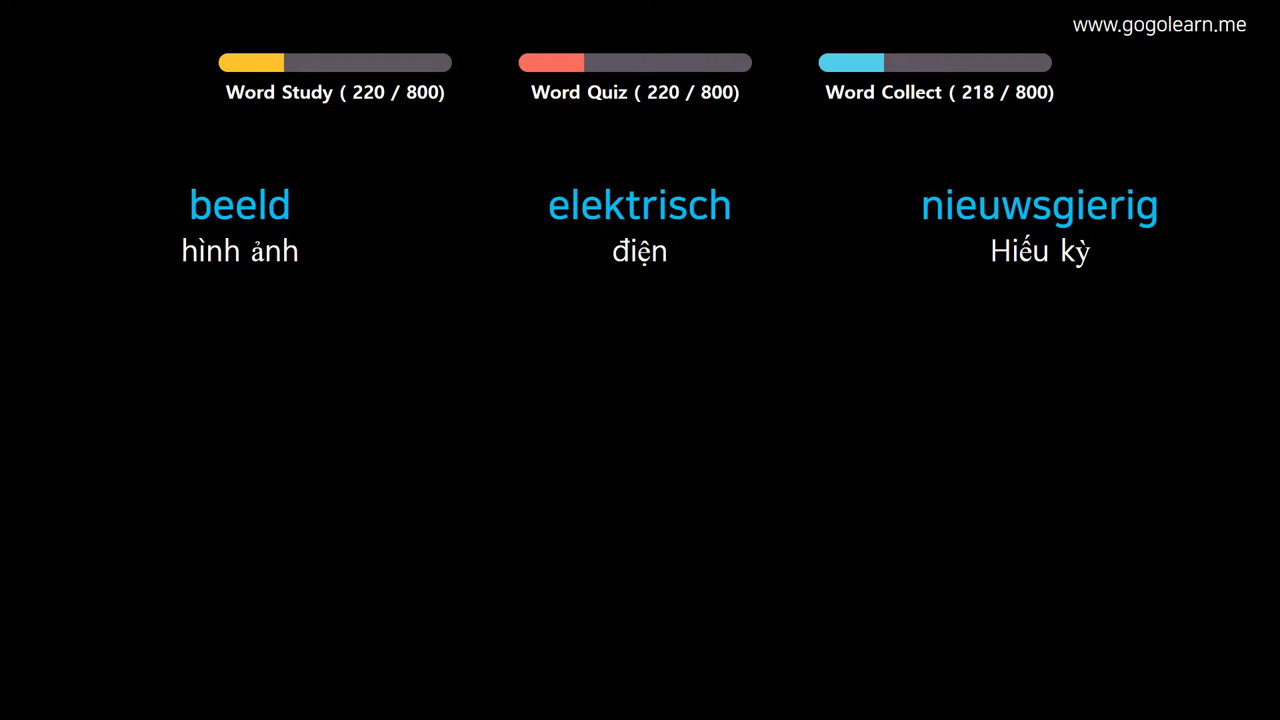 www.gogolearn.me
Word Study ( 220 / 800)
Word Quiz ( 220 / 800)
Word Collect ( 218 / 800)
beeld
hình ảnh
elektrisch
điện
nieuwsgierig
Hiếu kỳ